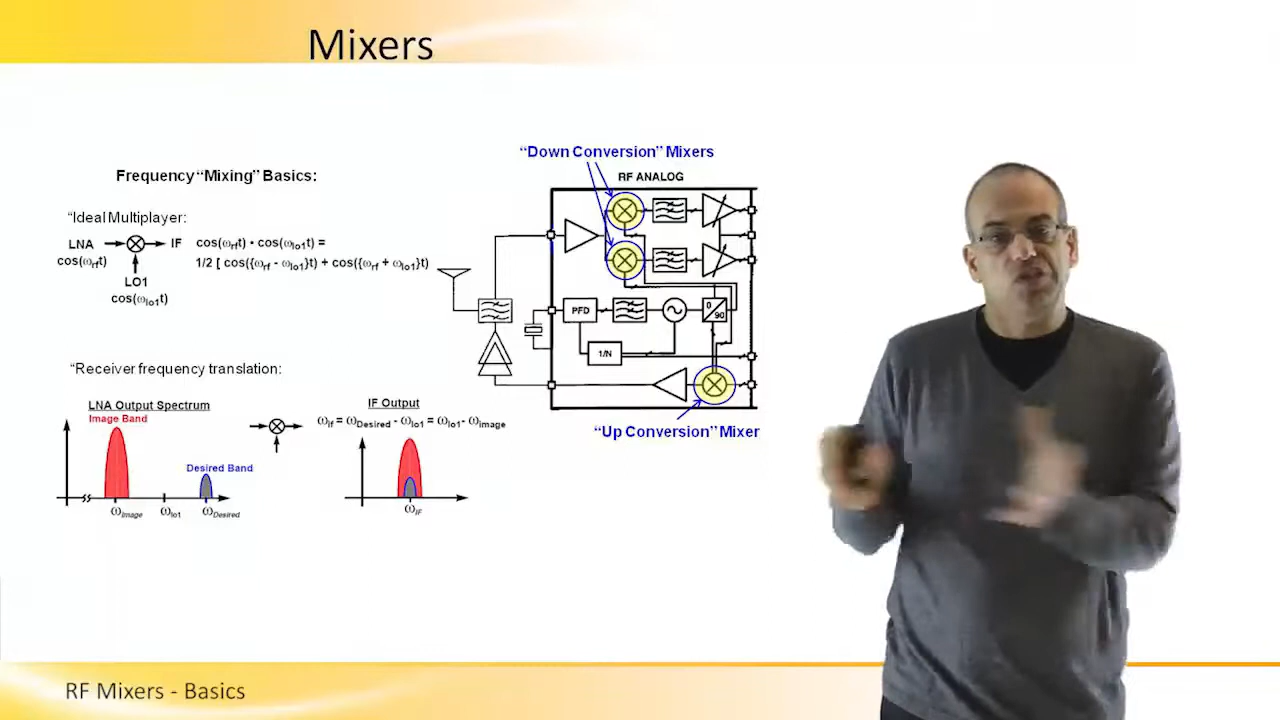 Mixers
Frequency “Mixing” Basics:
“Ideal Multiplayer:
LNA
IF
cos(ωrft) • cos(ωlo1t) =
cos(ωrft)
1/2 [ cos({ωrf - ωlo1}t) + cos({ωrf + ωlo1}t)
LO1
cos(ωlo1t)
“Down Conversion” Mixers
RF ANALOG
PFD
0/90
1/N
“Up Conversion” Mixer
“Receiver frequency translation:
LNA Output Spectrum
Image Band
Desired Band
ωImage
ωlo1
ωDesired
IF Output
ωif = ωDesired - ωlo1 = ωlo1- ωimage
ωIF
RF Mixers - Basics